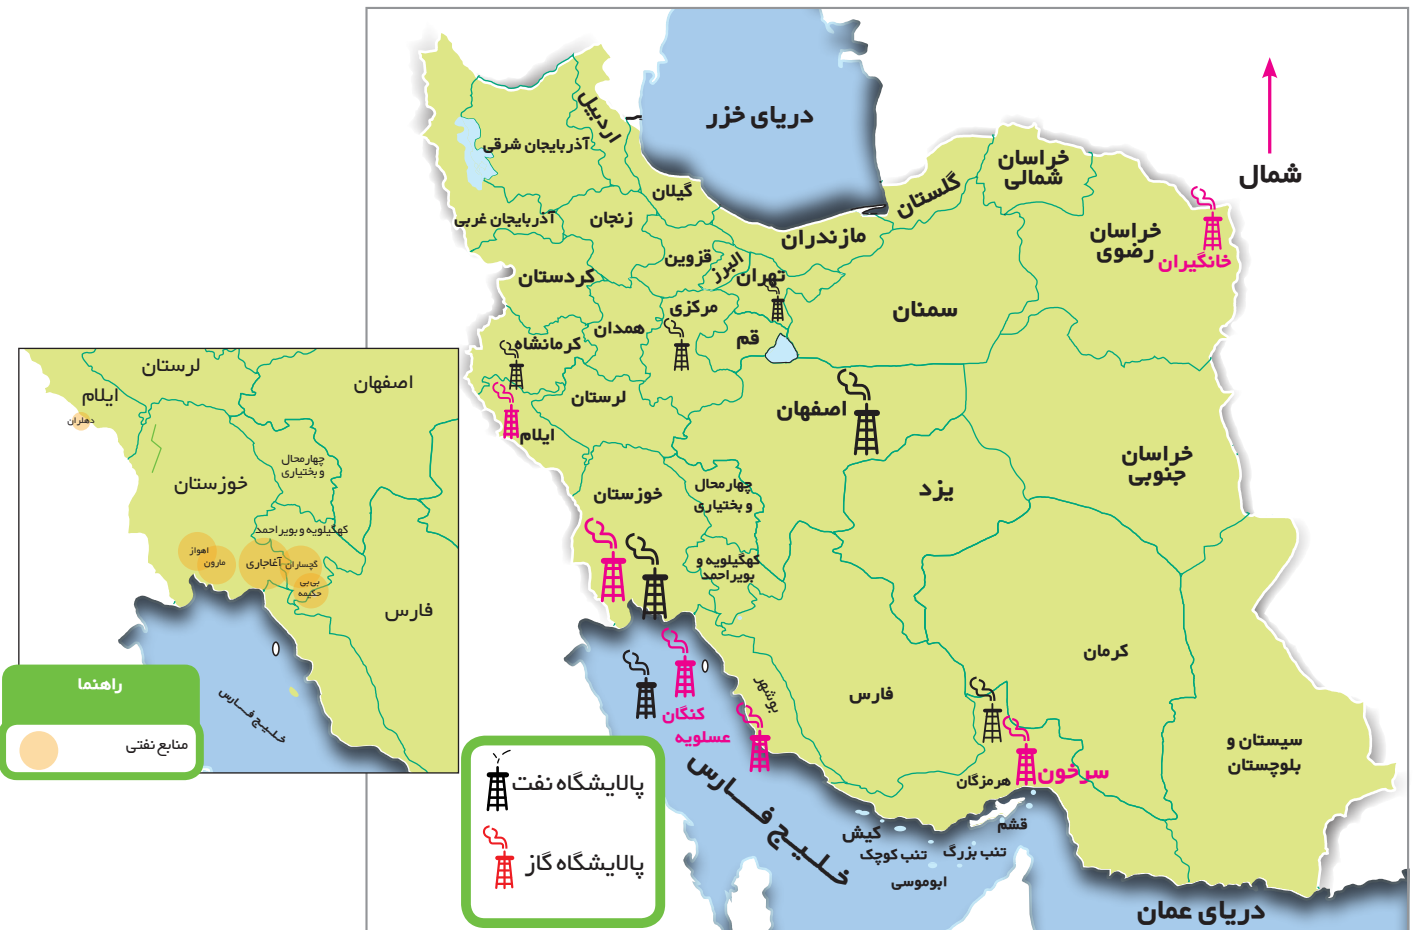 دریای خزر
شمال
اردبیل
آذربایجان شرقی
گیلان
آذربایجان غربی
زنجان
گلستان
خراسان
شمالی
مازندران
خراسان
رضوی
خانگیران
قزوین
البرز
تهران
کردستان
سمنان
مرکزی
همدان
قم
کرمانشاه
لرستان
اصفهان
ایلام
خراسان
جنوبی
یزد
خوزستان
چهارمحال
و بختیاری
کهگیلویه و
بویراحمد
کرمان
فارس
بوشهر
کنگان
عسلویه
سیستان و
بلوچستان
سرخون
هرمزگان
قشم
کیش
تنب بزرگ
تنب کوچک
ابوموسی
خلیج فارس
دریای عمان
پالایشگاه نفت
پالایشگاه گاز
لرستان
اصفهان
ایلام
دهلران
چهارمحال
و بختیاری
خوزستان
کهگیلویه و بویراحمد
اهواز
مارون
آغاجاری
گچساران
بی‌بی
حکیمه
فارس
خلیج فارس
راهنما
منابع نفتی